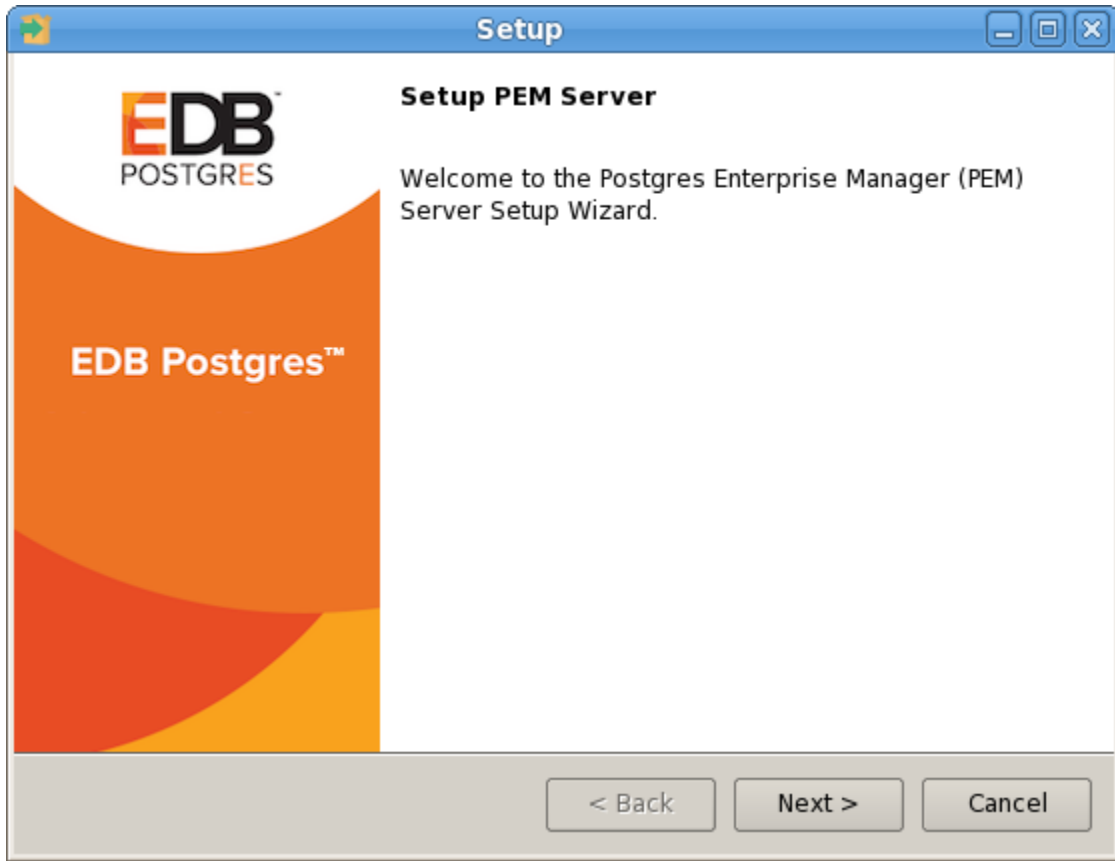 Setup
EDB™
POSTGRES
EDB Postgres™
Setup PEM Server
Welcome to the Postgres Enterprise Manager (PEM)
Server Setup Wizard.
< Back
Next >
Cancel